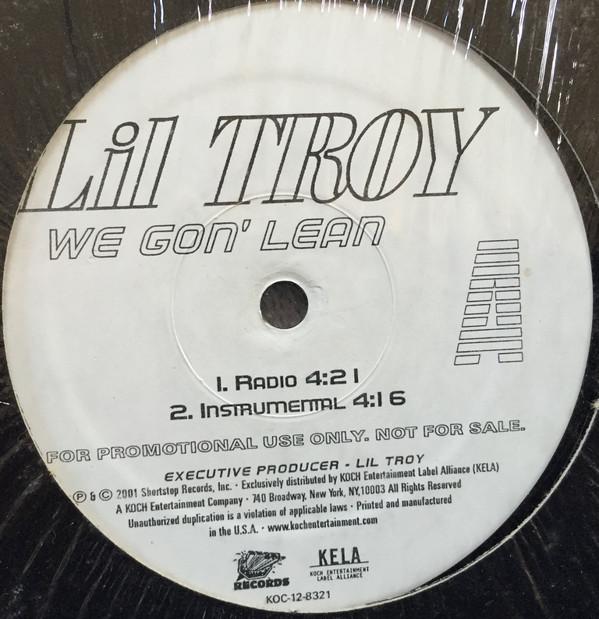 Lil TROY
WE GON' LEAN
A
1. RADIO 4:21
2. INSTRUMENTAL 4:16
FOR PROMOTIONAL USE ONLY. NOT FOR SALE.
EXECUTIVE PRODUCER - LIL TROY
℗ & © 2001 Shortstop Records, Inc. · Exclusively distributed by KOCH Entertainment Label Alliance (KELA)
A KOCH Entertainment Company · 740 Broadway, New York, NY, 10003 All Rights Reserved
Unauthorized duplication is a violation of applicable laws · Printed and manufactured
in the U.S.A. · www.kochentertainment.com
RECORDS
KELA
KOCH ENTERTAINMENT
LABEL ALLIANCE
KOC-12-8321